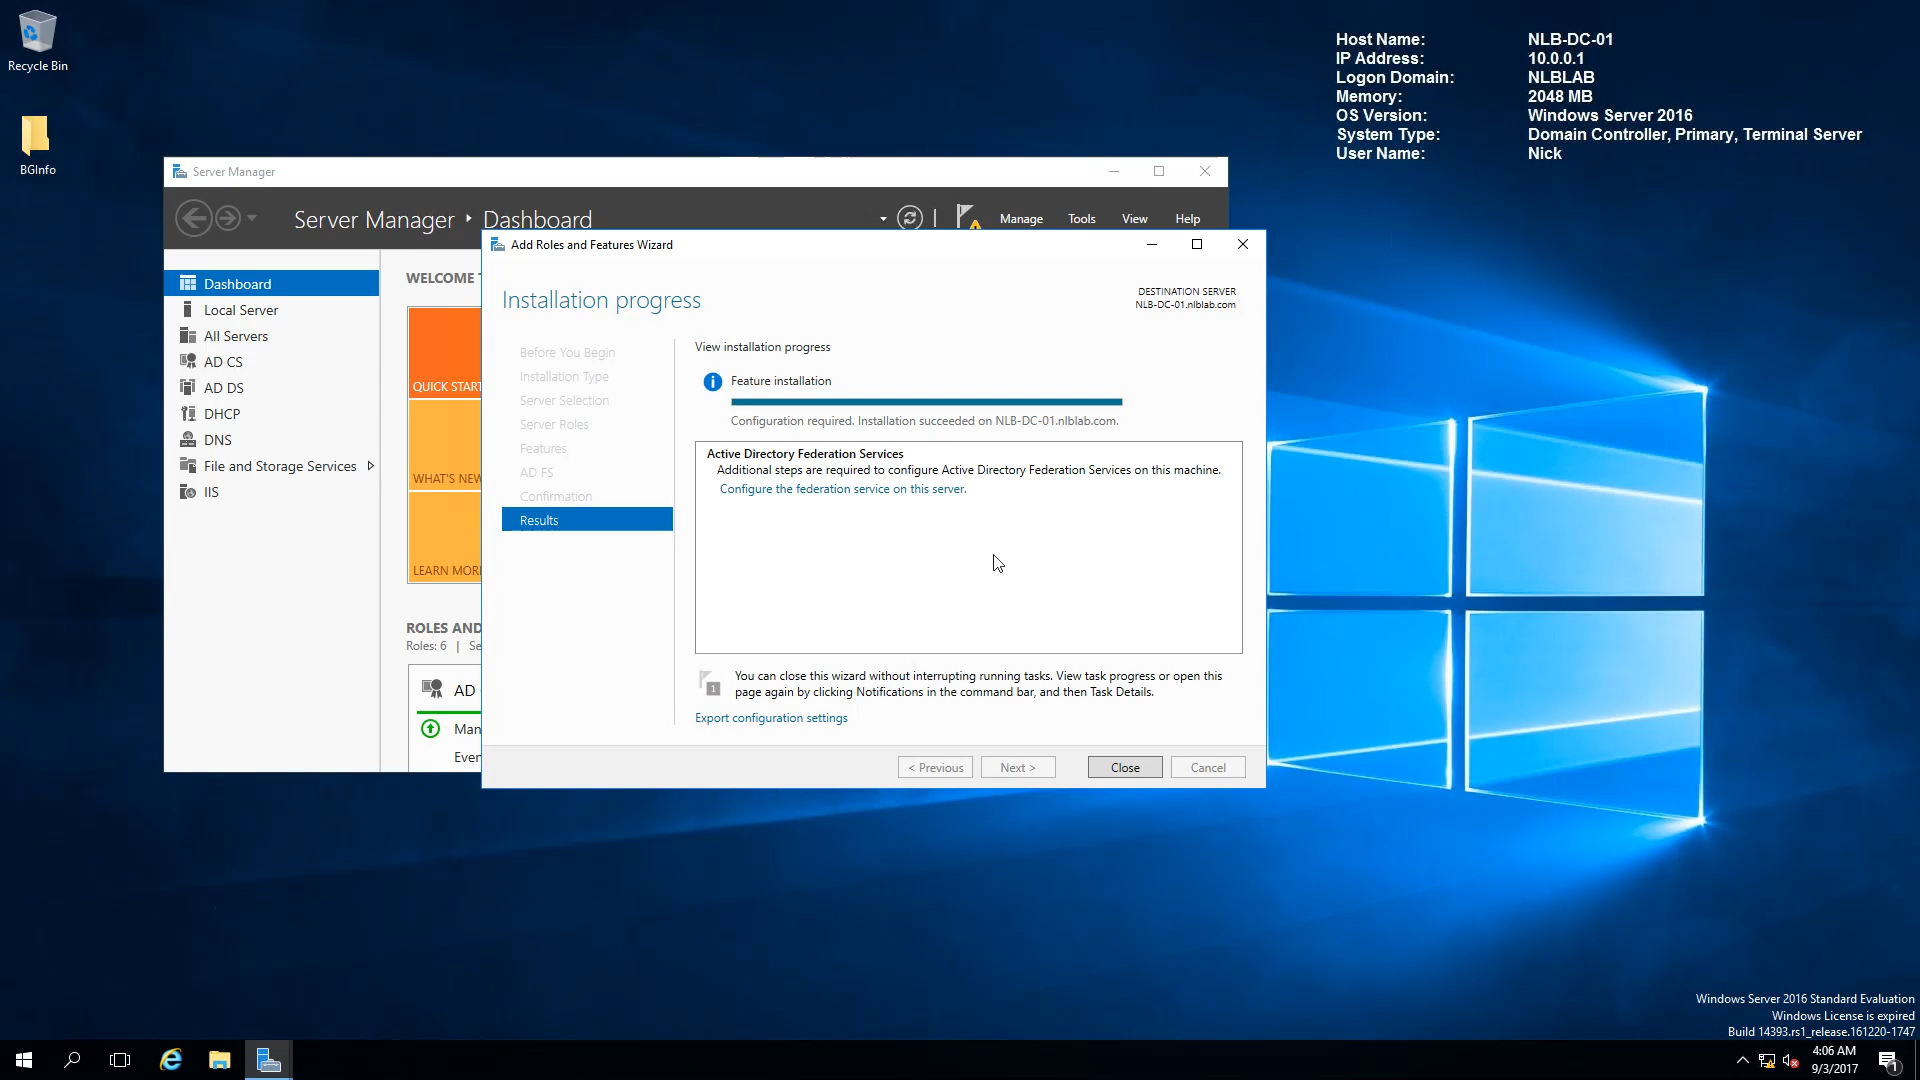 Recycle Bin
BGInfo
Host Name: NLB-DC-01
IP Address: 10.0.0.1
Logon Domain: NLBLAB
Memory: 2048 MB
OS Version: Windows Server 2016
System Type: Domain Controller, Primary, Terminal Server
User Name: Nick
Server Manager
Server Manager Dashboard
Manage Tools View Help
Dashboard
Local Server
All Servers
AD CS
AD DS
DHCP
DNS
File and Storage Services
IIS
WELCOME
QUICK START
WHAT'S NEW
LEARN MOR
ROLES AND
Roles: 6 | Se
AD
Man
Even
Add Roles and Features Wizard
Installation progress
DESTINATION SERVER
NLB-DC-01.nlblab.com
Before You Begin
Installation Type
Server Selection
Server Roles
Features
AD FS
Confirmation
Results
View installation progress
Feature installation
Configuration required. Installation succeeded on NLB-DC-01.nlblab.com.
Active Directory Federation Services
Additional steps are required to configure Active Directory Federation Services on this machine.
Configure the federation service on this server.
1
You can close this wizard without interrupting running tasks. View task progress or open this
page again by clicking Notifications in the command bar, and then Task Details.
Export configuration settings
< Previous Next > Close Cancel
Windows Server 2016 Standard Evaluation
Windows License is expired
Build 14393.rs1_release.161220-1747
4:06 AM
9/3/2017
1